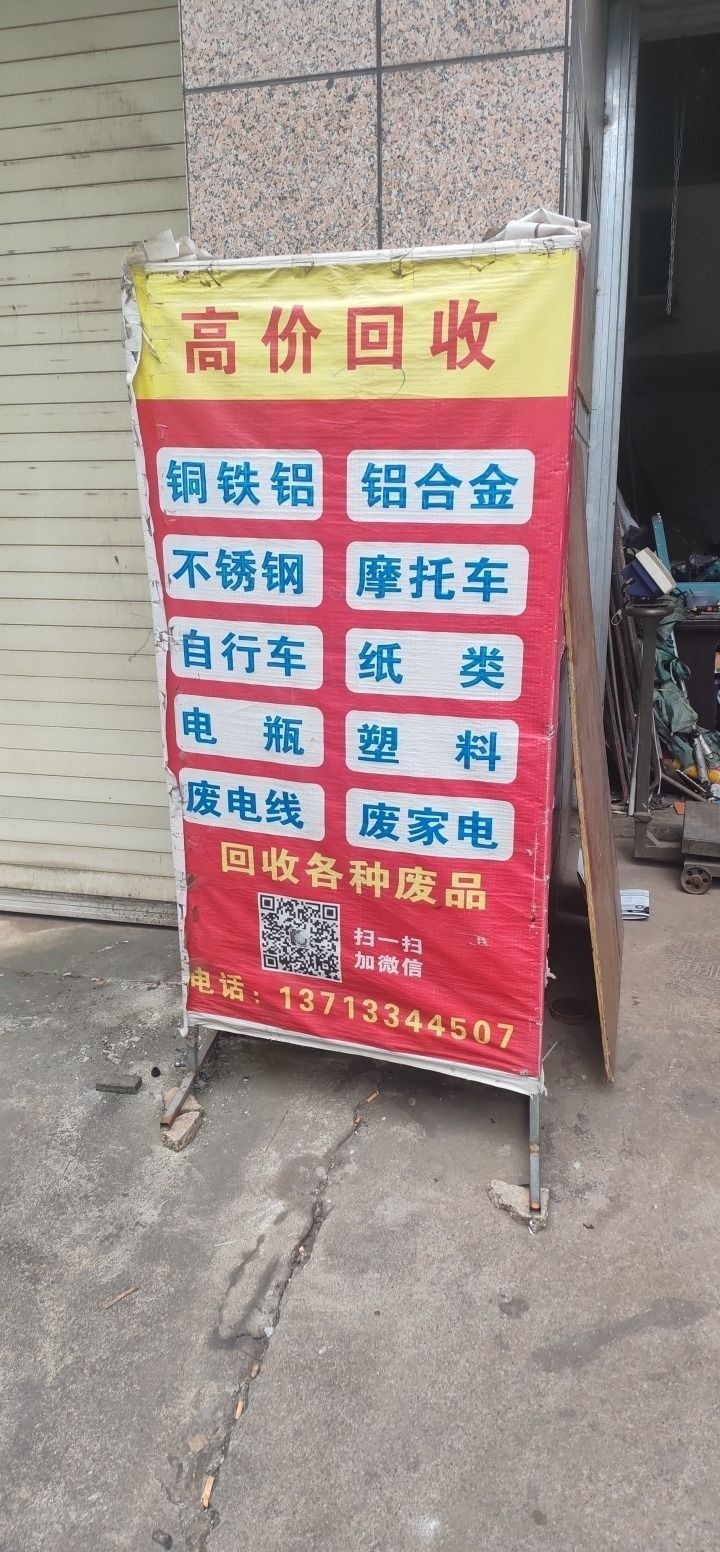 高价回收
铜铁铝 铝合金
不锈钢 摩托车
自行车 纸类
电瓶 塑料
废电线 废家电
回收各种废品
扫一扫
加微信
电话：13713344507